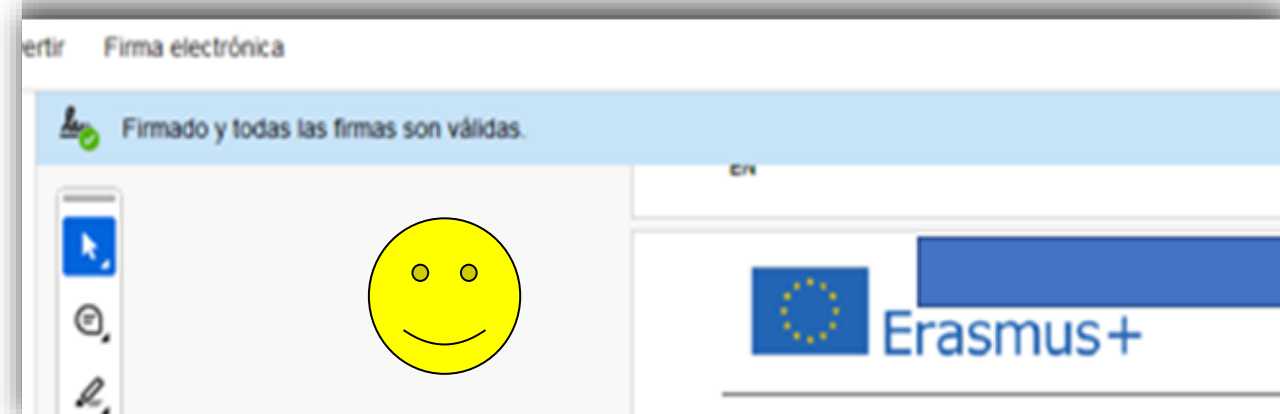 ertir Firma electrónica
Firmado y todas las firmas son válidas.
EN
Erasmus+